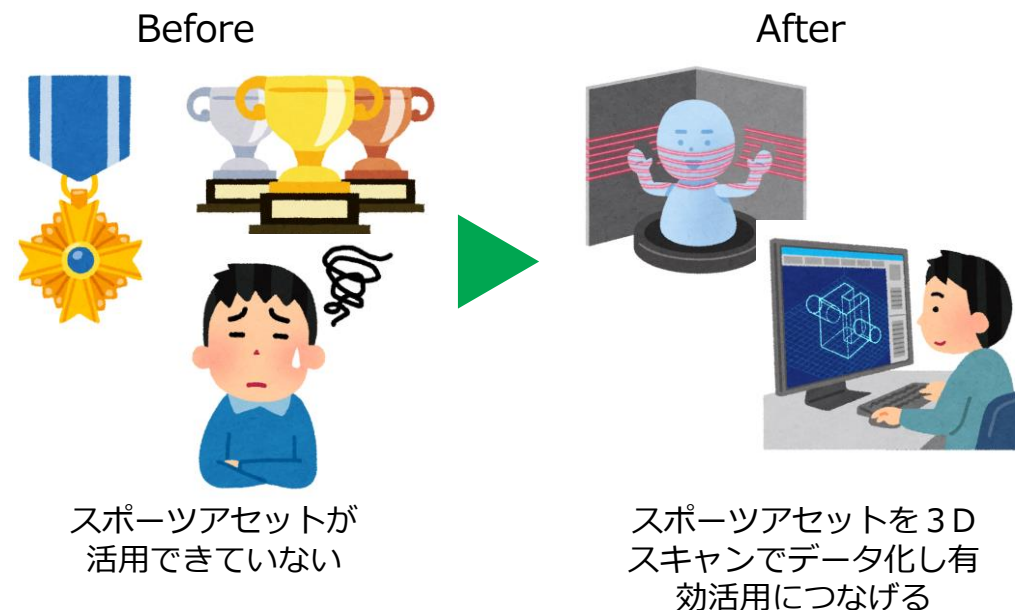 Before
After
スポーツアセットが
活用できていない
スポーツアセットを３D
スキャンでデータ化し有
効活用につなげる